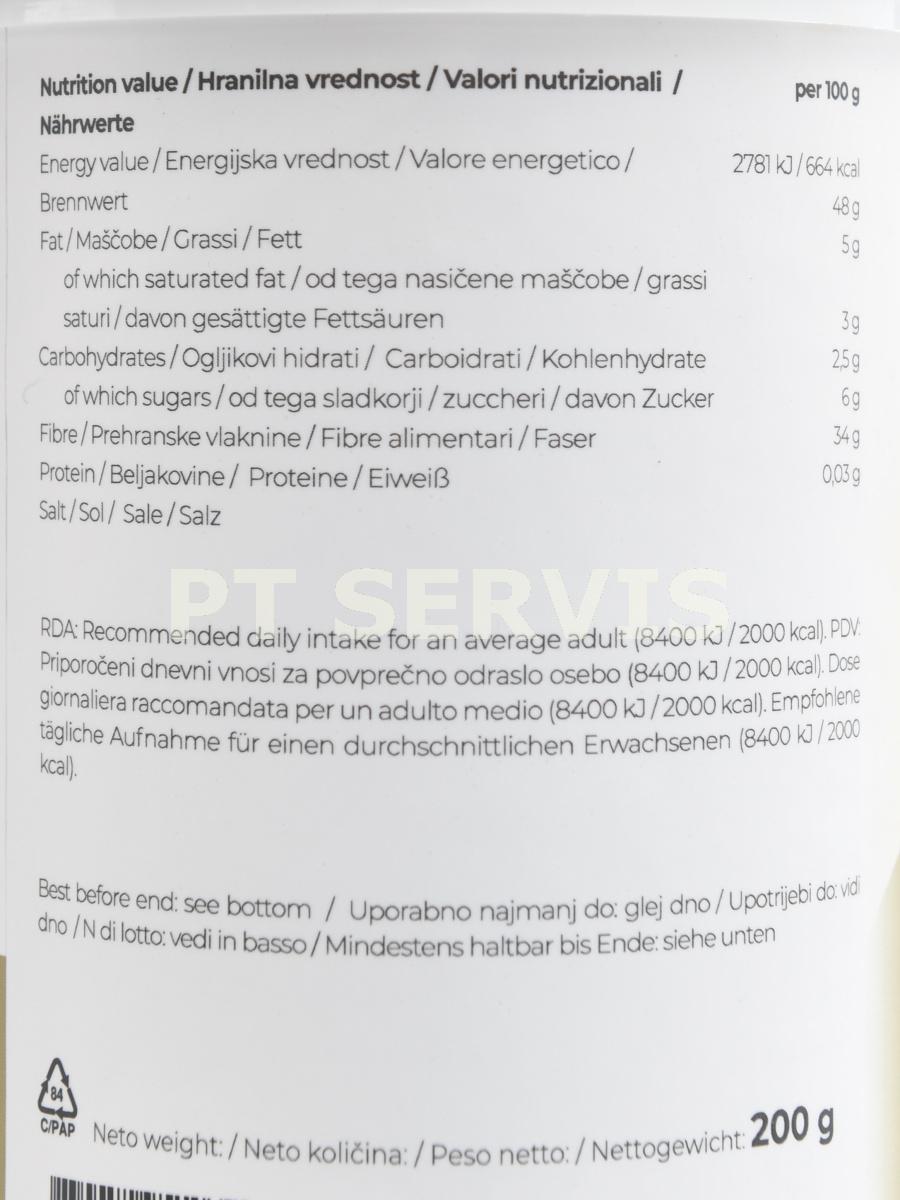 Nutrition value / Hranilna vrednost / Valori nutrizionali / per 100 g
Nährwerte
Energy value / Energijska vrednost / Valore energetico / 2781 kJ / 664 kcal
Brennwert 48 g
Fat / Maščobe / Grassi / Fett 5 g
of which saturated fat / od tega nasičene maščobe / grassi
saturi / davon gesättigte Fettsäuren 3 g
Carbohydrates / Ogljikovi hidrati / Carboidrati / Kohlenhydrate 2,5 g
of which sugars / od tega sladkorji / zuccheri / davon Zucker 6 g
Fibre / Prehranske vlaknine / Fibre alimentari / Faser 34 g
Protein / Beljakovine / Proteine / Eiweiß 0,03 g
Salt / Sol / Sale / Salz
PT SERVIS
RDA: Recommended daily intake for an average adult (8400 kJ / 2000 kcal). PDV:
Priporočeni dnevni vnosi za povprečno odraslo osebo (8400 kJ / 2000 kcal). Dose
giornaliera raccomandata per un adulto medio (8400 kJ / 2000 kcal). Empfohlene
tägliche Aufnahme für einen durchschnittlichen Erwachsenen (8400 kJ / 2000
kcal).
Best before end: see bottom / Uporabno najmanj do: glej dno / Upotrijebi do: vidi
dno / N di lotto: vedi in basso / Mindestens haltbar bis Ende: siehe unten
84
C/PAP
Neto weight: / Neto količina: / Peso netto: / Nettogewicht: 200 g